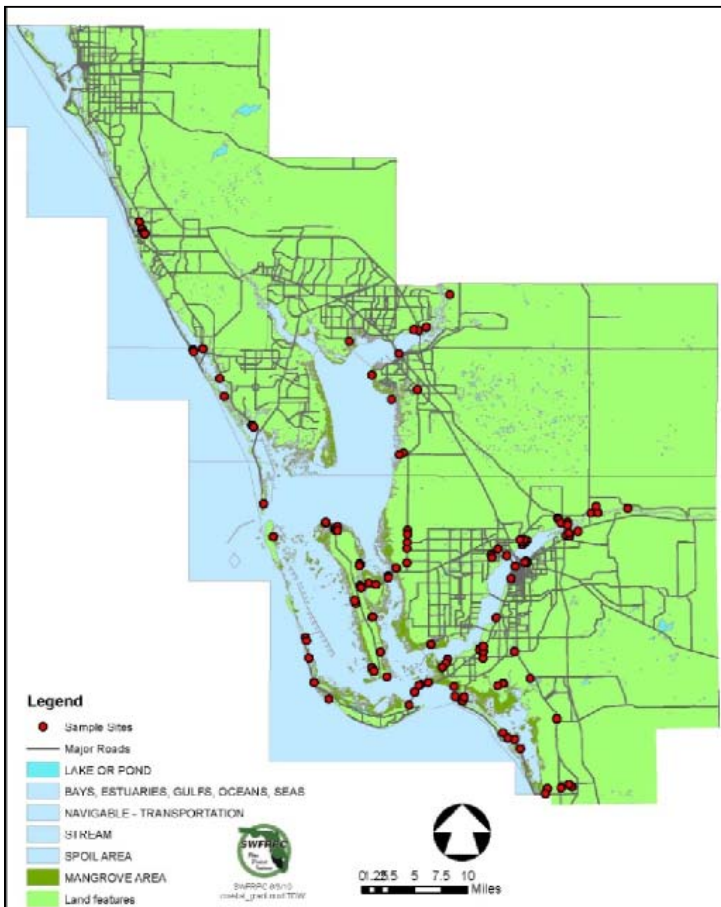 Legend
Sample Sites
Major Roads
LAKE OR POND
BAYS, ESTUARIES, GULFS, OCEANS, SEAS
NAVIGABLE - TRANSPORTATION
STREAM
SPOIL AREA
MANGROVE AREA
Land features
SWFRPC
0 1.25 2.5 5 7.5 10
Miles